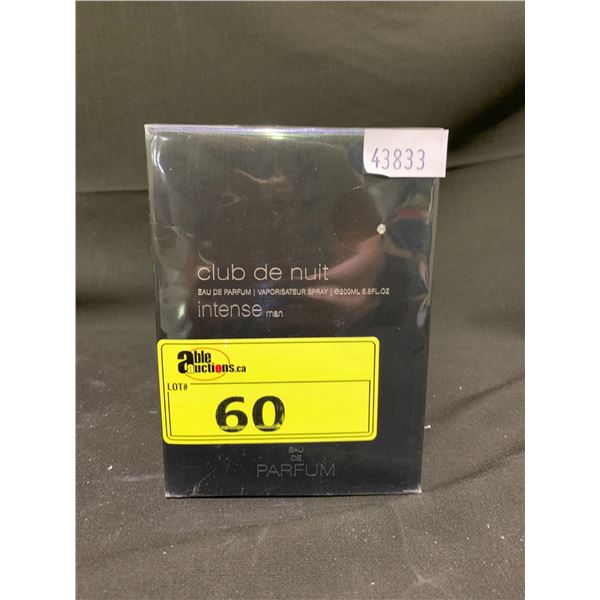 43833
club de nuit
EAU DE PARFUM | VAPORISATEUR SPRAY | ℮200ML 6.8FL.OZ
intense man
able
auctions.ca
LOT#
60
EAU
DE
PARFUM